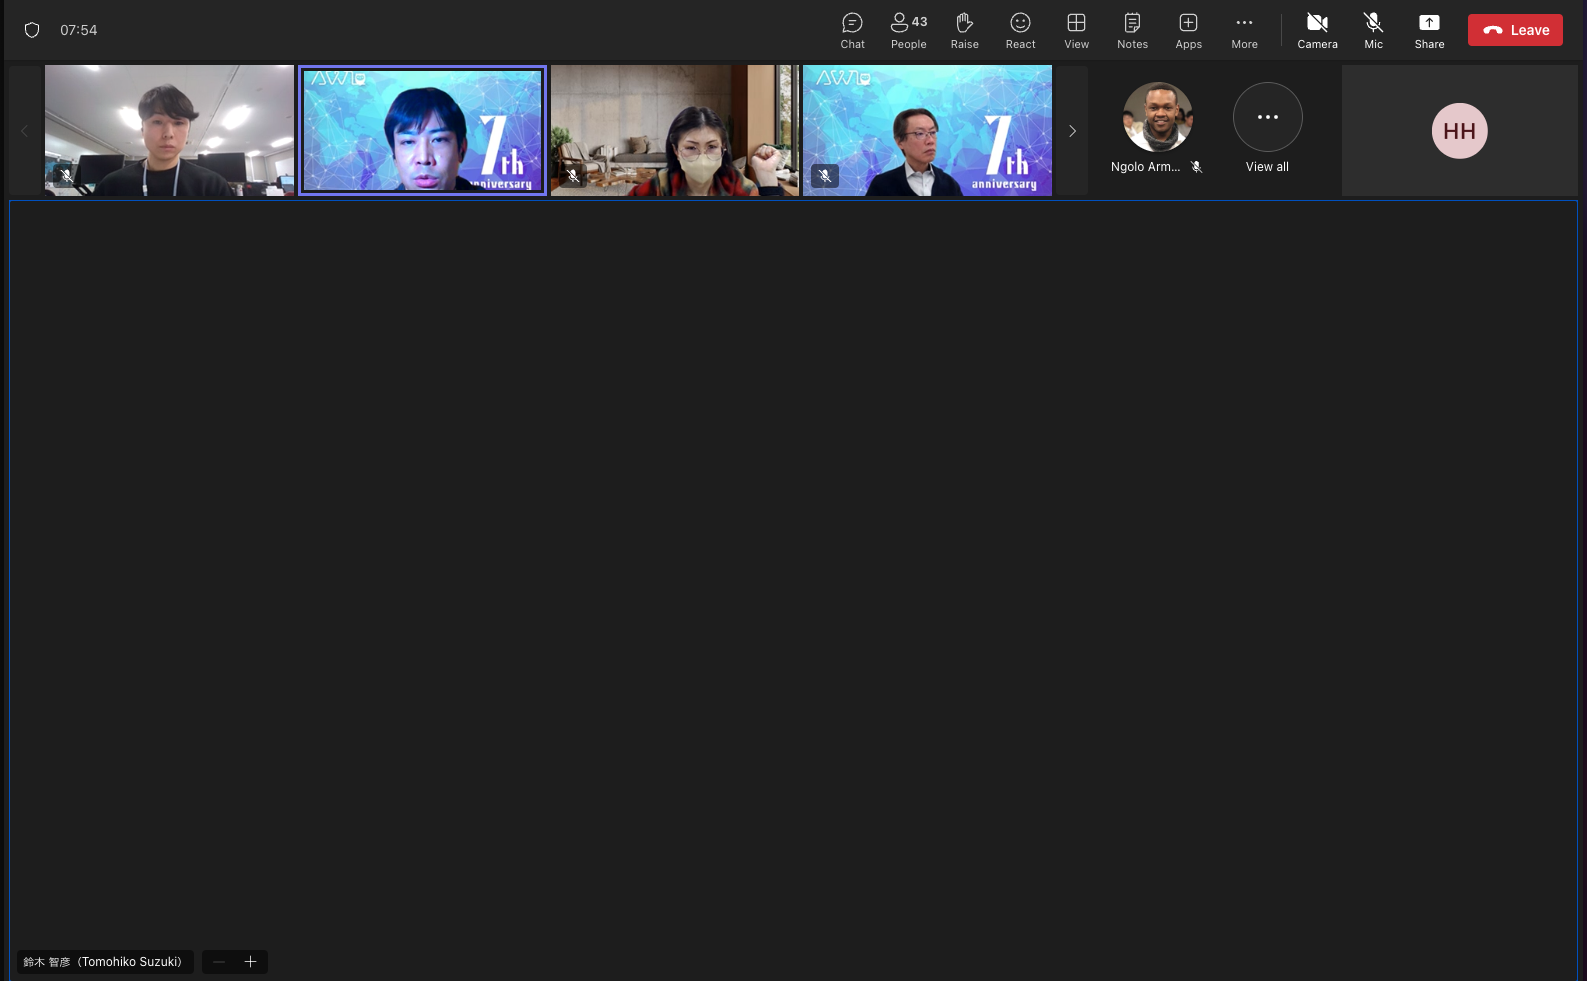 07:54
Chat
43
People
Raise
React
View
Notes
Apps
More
Camera
Mic
Share
Leave
AWL
7th
anniversary
AWL
7th
anniversary
Ngolo Arm...
View all
HH
鈴木 智彦（Tomohiko Suzuki）